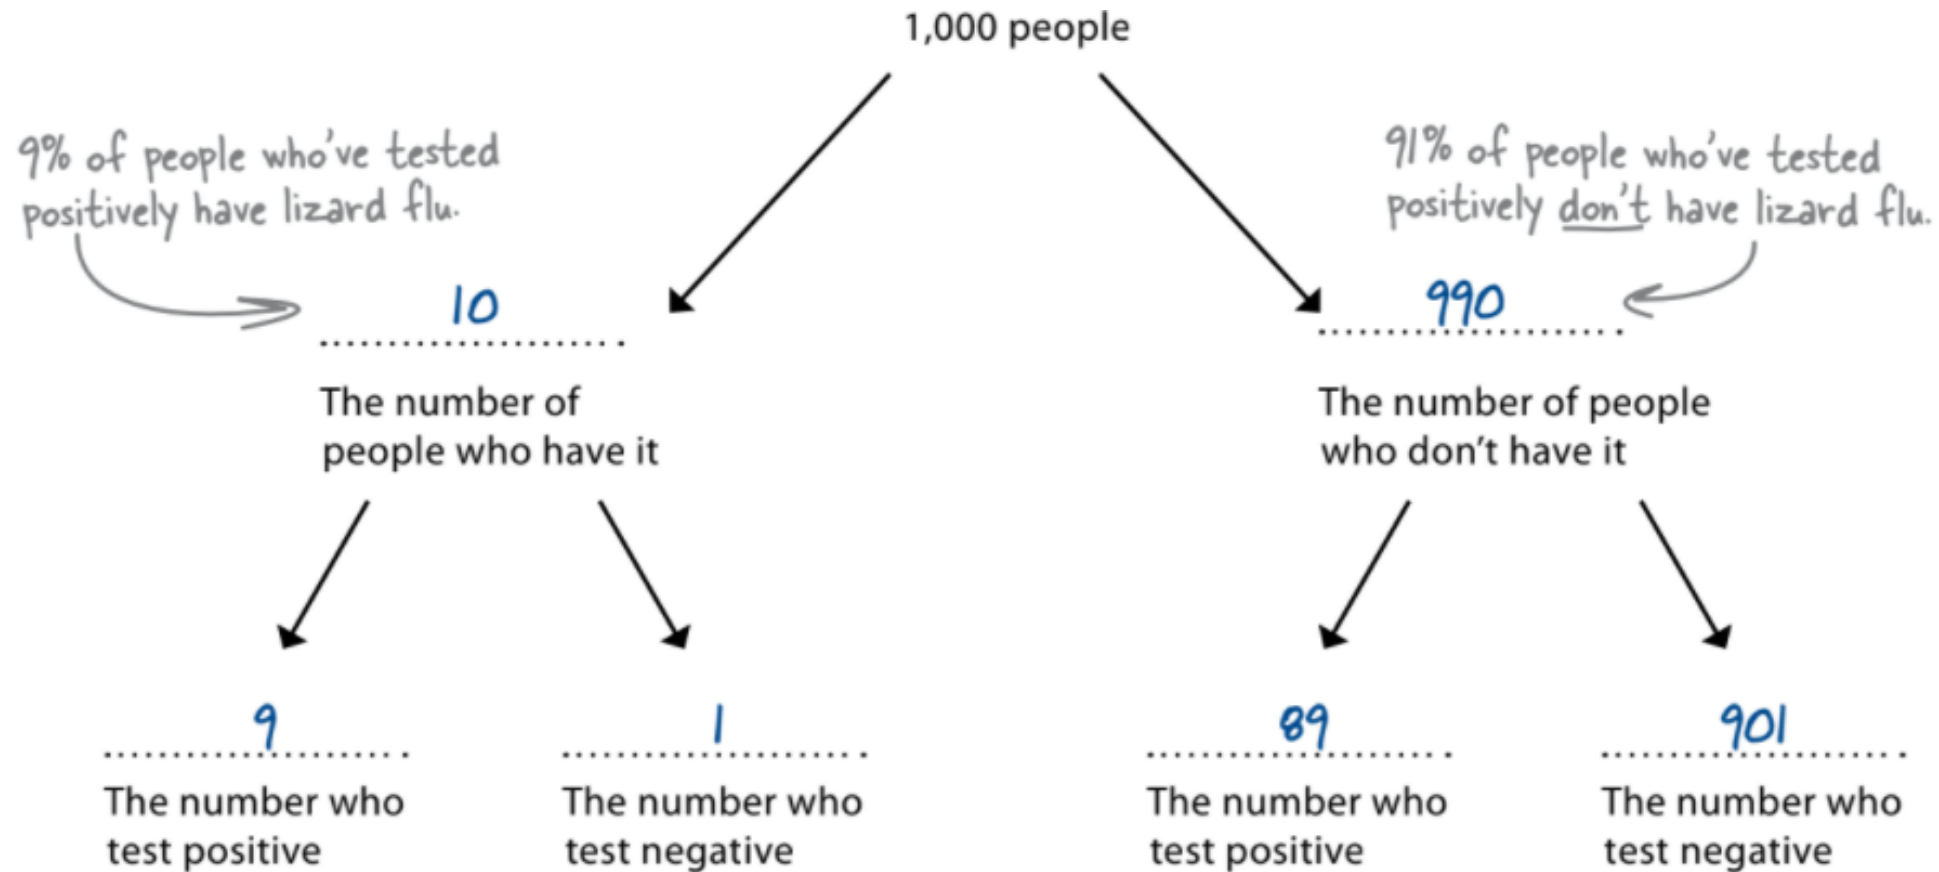 1,000 people
9% of people who've tested
positively have lizard flu.
91% of people who've tested
positively don't have lizard flu.
10
990
The number of
people who have it
The number of people
who don't have it
9
1
89
901
The number who
test positive
The number who
test negative
The number who
test positive
The number who
test negative